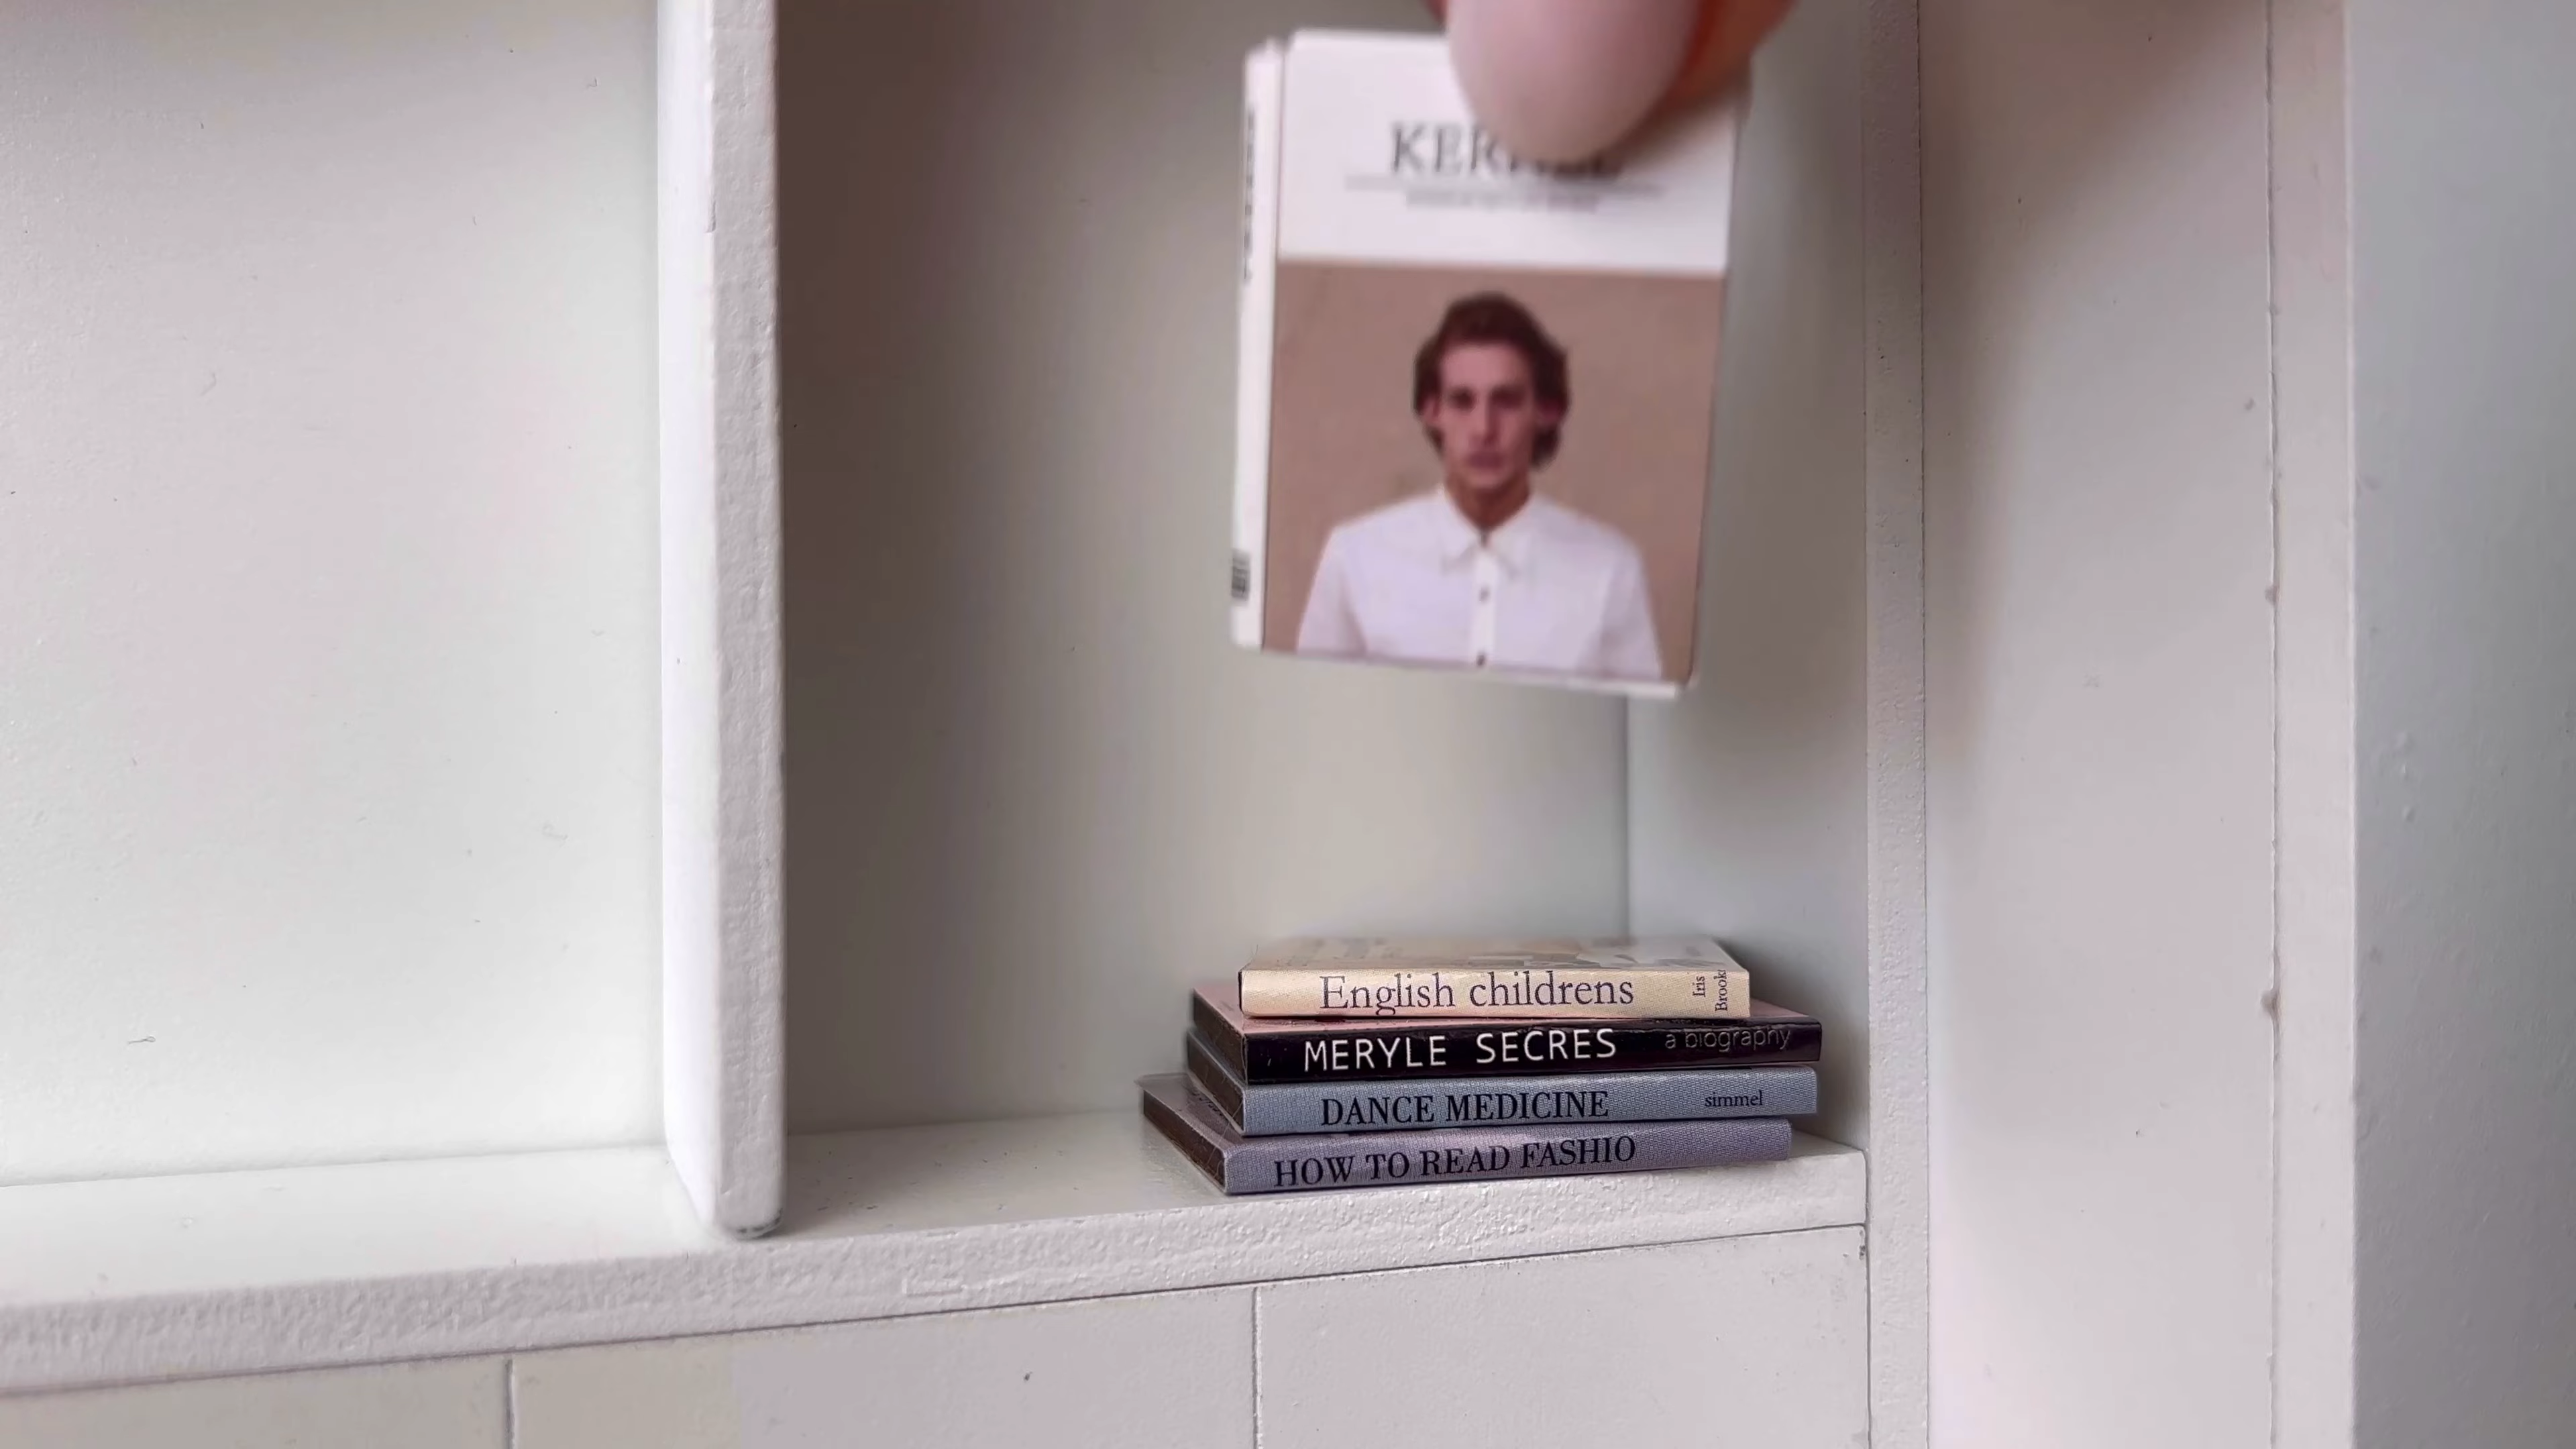 English childrens
Iris
Brook
MERYLE SECRES a biography
DANCE MEDICINE simmel
HOW TO READ FASHIO